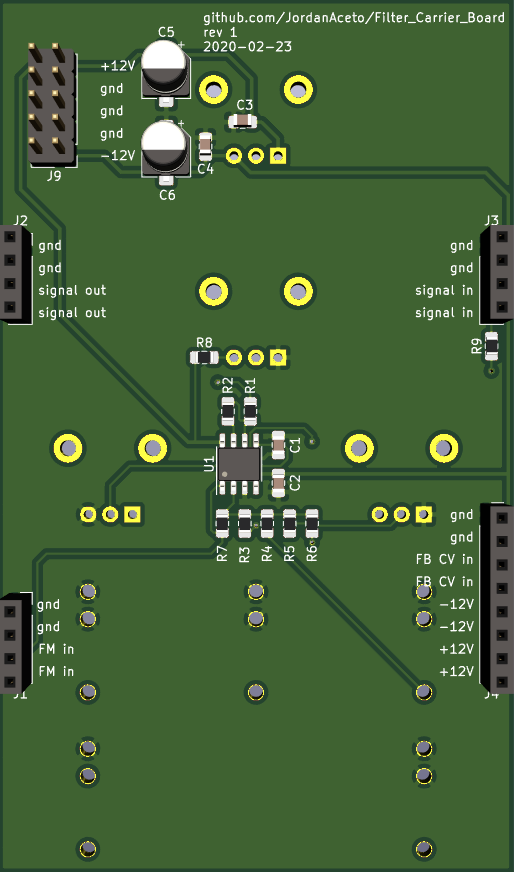 github.com/JordanAceto/Filter_Carrier_Board
rev 1
2020-02-23
C5
+
+12V
gnd
gnd
gnd
-12V
J9
C3
+
C4
C6
J2
gnd
gnd
signal out
signal out
J3
gnd
gnd
signal in
signal in
R9
R8
R2
R1
U1
C1
C2
R7
R3
R4
R5
R6
gnd
gnd
FB CV in
FB CV in
-12V
-12V
+12V
+12V
J4
gnd
gnd
FM in
FM in
J1